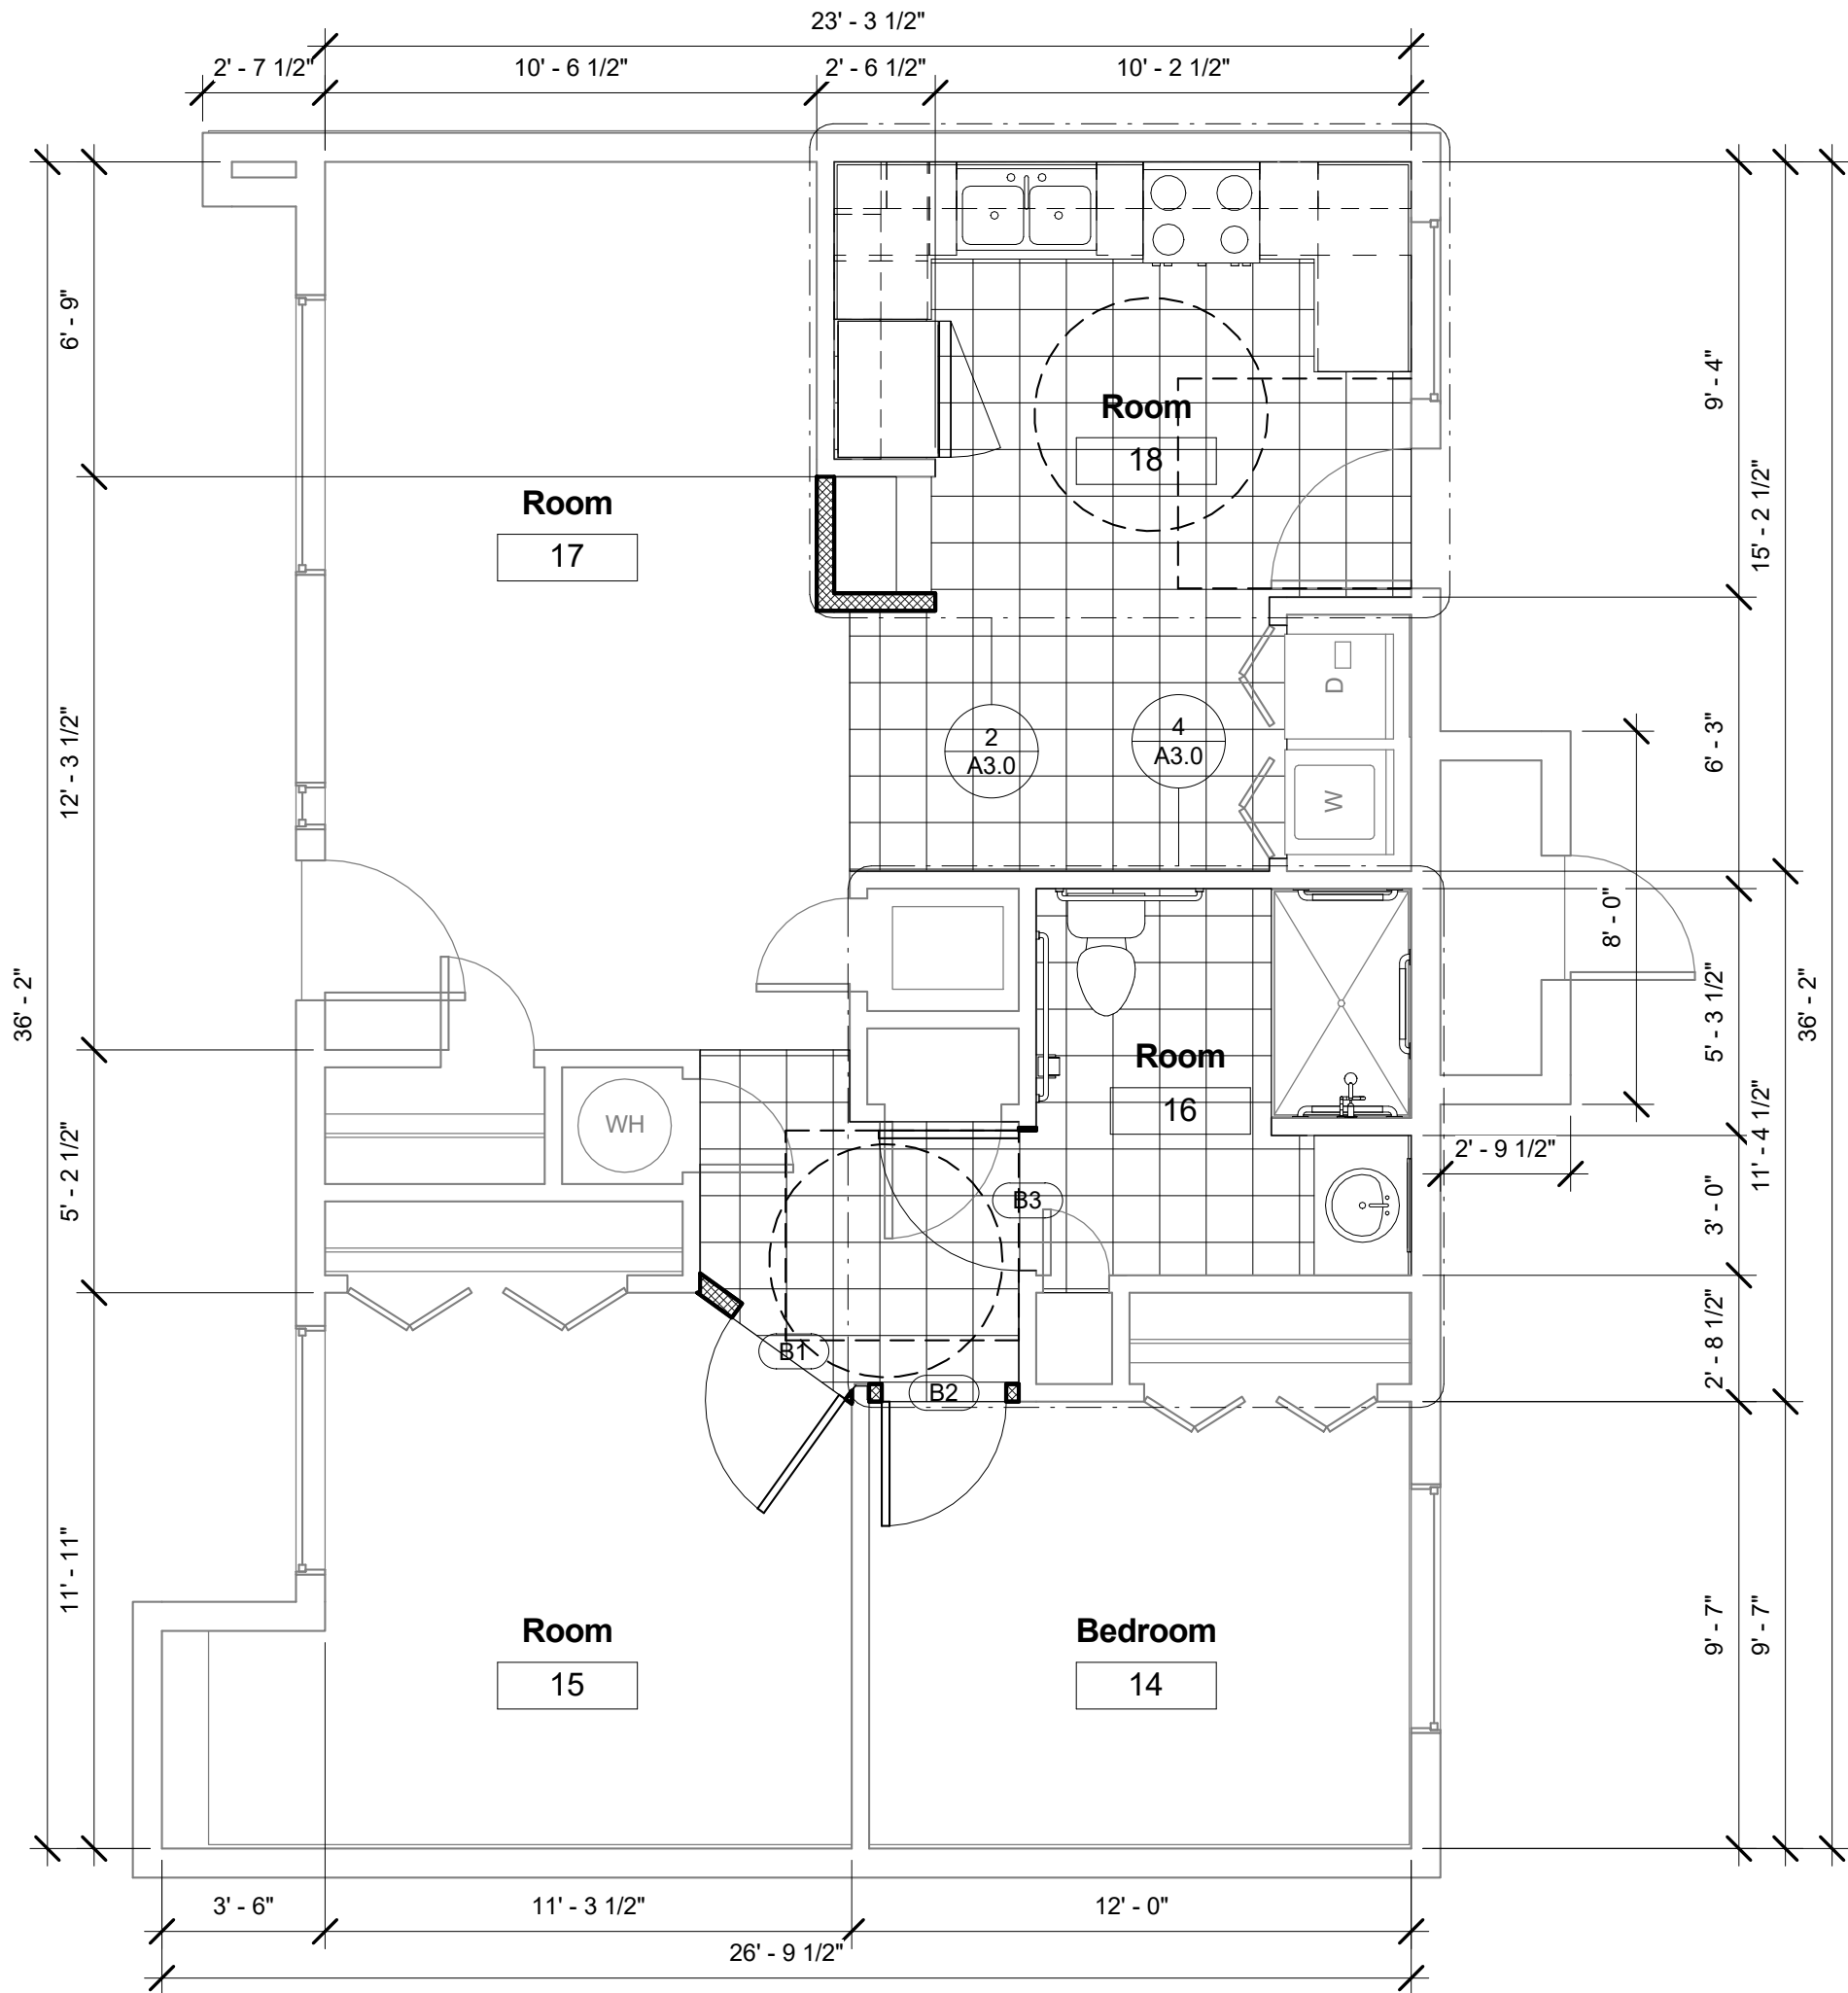 23' - 3 1/2"
2' - 7 1/2"
10' - 6 1/2"
2' - 6 1/2"
10' - 2 1/2"
6' - 9"
9' - 4"
Room
18
Room
17
15' - 2 1/2"
12' - 3 1/2"
D
2
A3.0
4
A3.0
6' - 3"
W
8' - 0"
36' - 2"
5' - 3 1/2"
36' - 2"
Room
16
WH
11' - 4 1/2"
2' - 9 1/2"
5' - 2 1/2"
B3
3' - 0"
B1
B2
2' - 8 1/2"
11' - 11"
Room
15
Bedroom
14
9' - 7"
9' - 7"
3' - 6"
11' - 3 1/2"
12' - 0"
26' - 9 1/2"